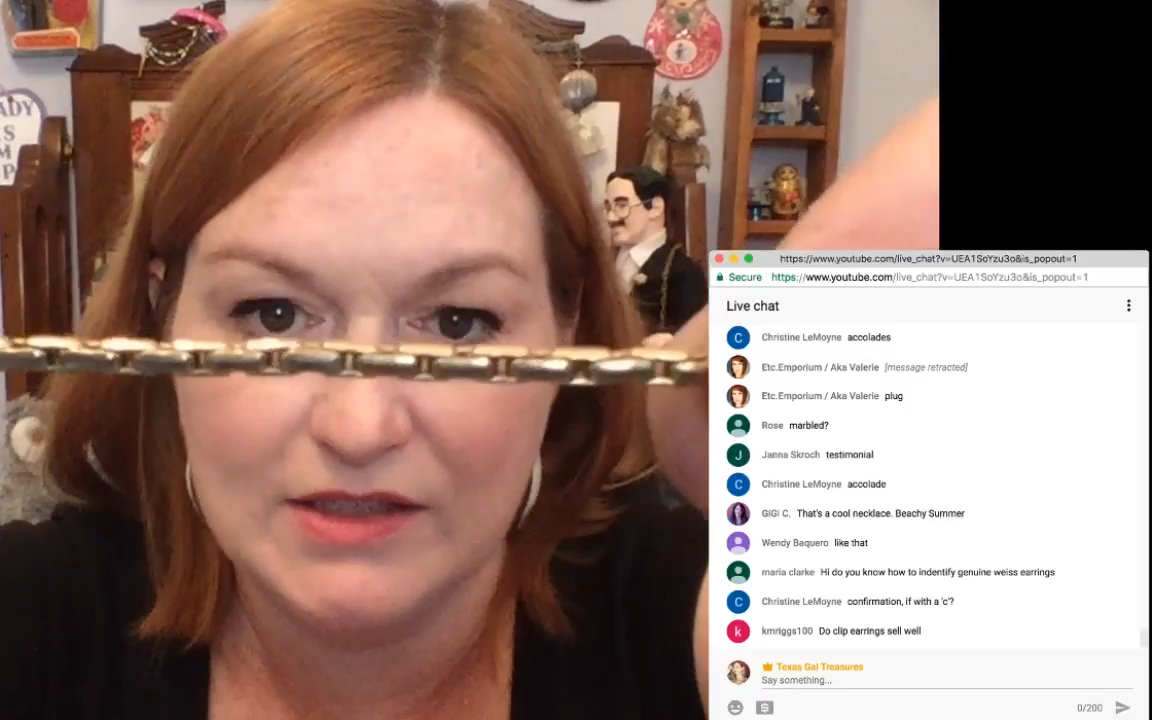 ADY
S
M
P
https://www.youtube.com/live_chat?v=UEA1SoYzu3o&is_popout=1
Secure https://www.youtube.com/live_chat?v=UEA1SoYzu3o&is_popout=1
Live chat
C Christine LeMoyne accolades
Etc.Emporium / Aka Valerie [message retracted]
Etc.Emporium / Aka Valerie plug
Rose marbled?
J Janna Skroch testimonial
C Christine LeMoyne accolade
GiGi C. That's a cool necklace. Beachy Summer
Wendy Baquero like that
maria clarke Hi do you know how to indentify genuine weiss earrings
C Christine LeMoyne confirmation, if with a 'c'?
k kmriggs100 Do clip earrings sell well
Texas Gal Treasures
Say something...
0/200